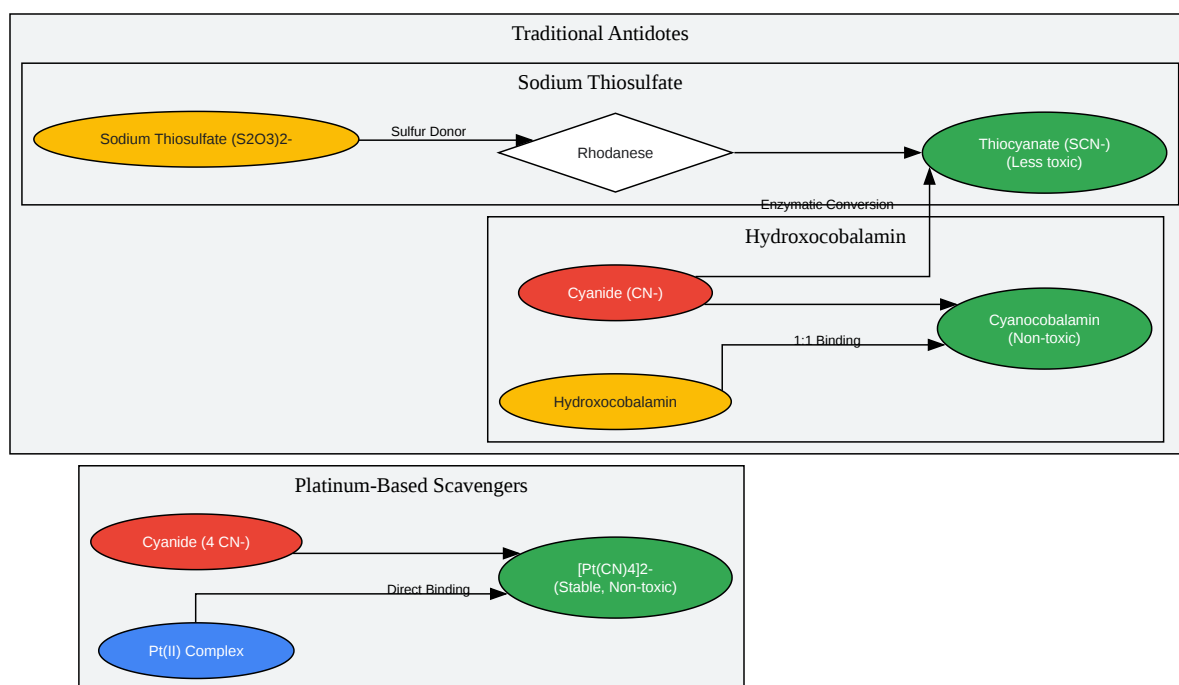 Traditional Antidotes
Sodium Thiosulfate
Sodium Thiosulfate (S2O3)2-
Sulfur Donor
Rhodanese
Thiocyanate (SCN-)
(Less toxic)
Enzymatic Conversion
Hydroxocobalamin
Cyanide (CN-)
Cyanocobalamin
(Non-toxic)
1:1 Binding
Hydroxocobalamin
Platinum-Based Scavengers
Cyanide (4 CN-)
[Pt(CN)4]2-
(Stable, Non-toxic)
Direct Binding
Pt(II) Complex